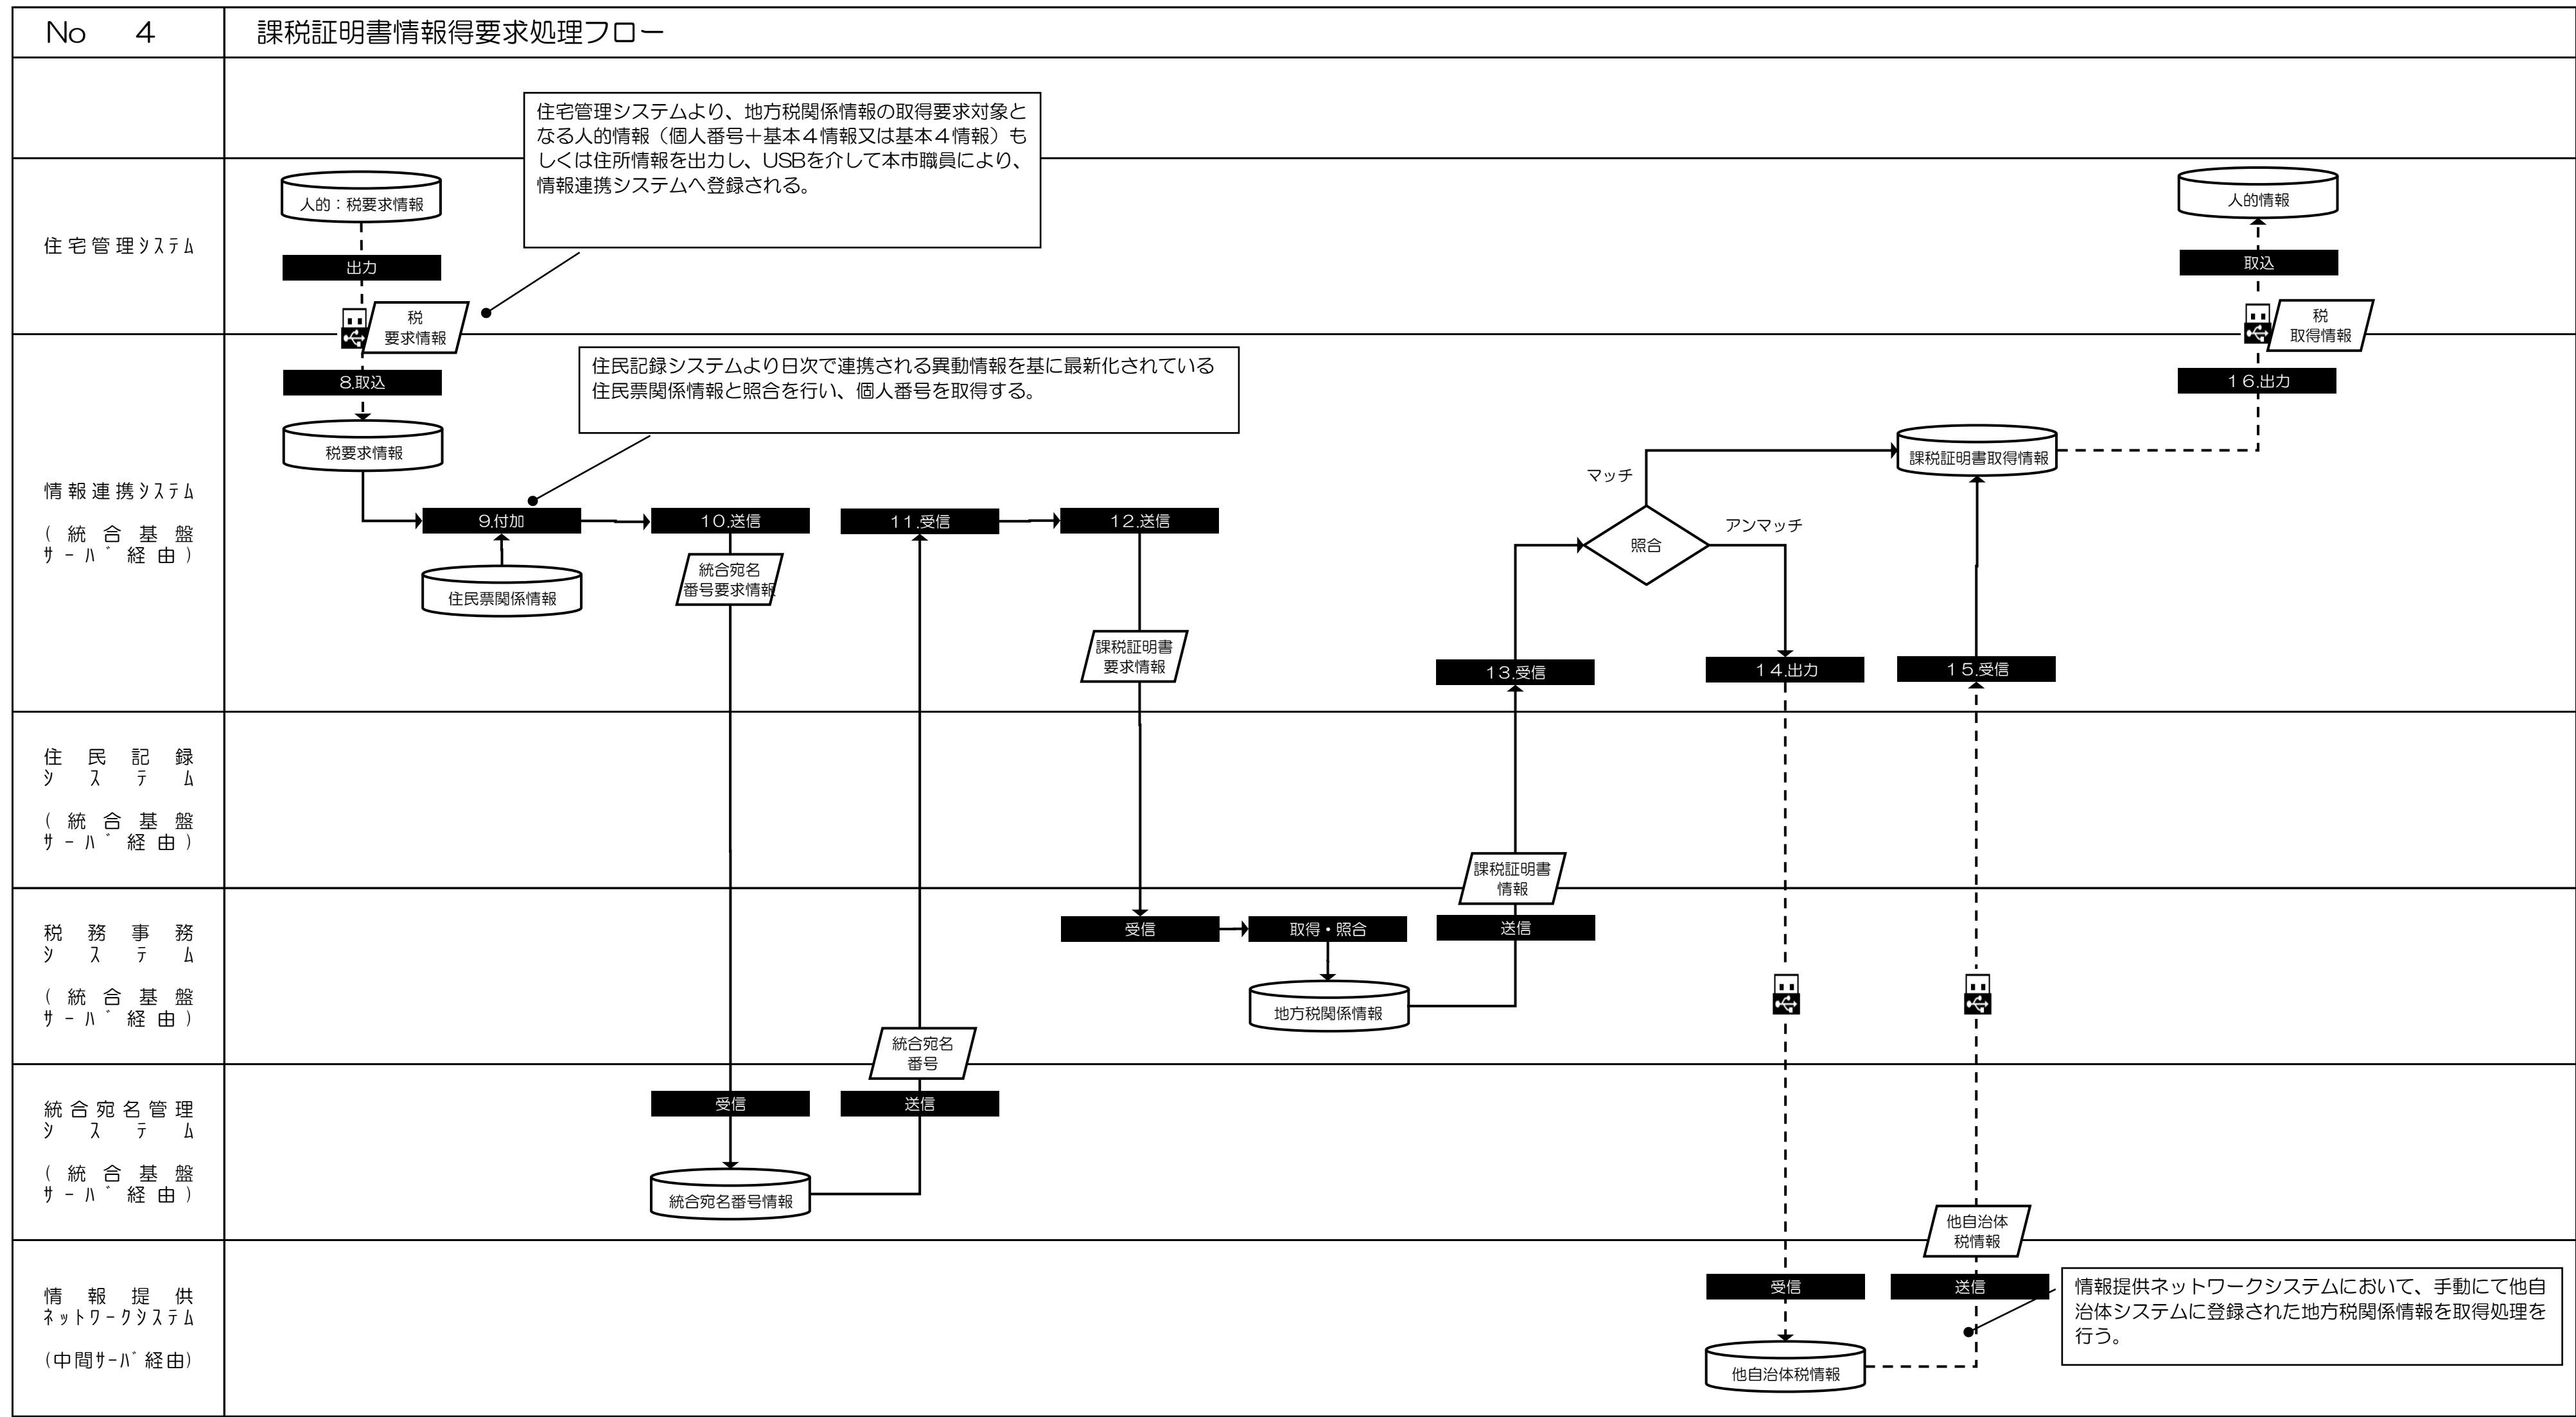 No　4
課税証明書情報得要求処理フロー
住宅管理システムより、地方税関係情報の取得要求対象と
なる人的情報（個人番号＋基本４情報又は基本４情報）も
しくは住所情報を出力し、USBを介して本市職員により、
情報連携システムへ登録される。
住宅管理ｼｽﾃﾑ
人的：税要求情報
出力
税
要求情報
人的情報
取込
税
取得情報
情報連携ｼｽﾃﾑ
(統合基盤
ｻｰﾊﾞ経由)
8.取込
税要求情報
住民記録システムより日次で連携される異動情報を基に最新化されている
住民票関係情報と照合を行い、個人番号を取得する。
9.付加
住民票関係情報
10.送信
統合宛名
番号要求情報
11.受信
12.送信
課税証明書
要求情報
13.受信
照合
マッチ
アンマッチ
14.出力
15.受信
課税証明書取得情報
16.出力
住民記録
ｼｽﾃﾑ
(統合基盤
ｻｰﾊﾞ経由)
課税証明書
情報
税務事務
ｼｽﾃﾑ
(統合基盤
ｻｰﾊﾞ経由)
受信
取得・照合
送信
地方税関係情報
統合宛名
番号
統合宛名管理
ｼｽﾃﾑ
(統合基盤
ｻｰﾊﾞ経由)
受信
送信
統合宛名番号情報
他自治体
税情報
情報提供
ﾈｯﾄﾜｰｸｼｽﾃﾑ
(中間ｻｰﾊﾞ経由)
受信
送信
他自治体税情報
情報提供ネットワークシステムにおいて、手動にて他自
治体システムに登録された地方税関係情報を取得処理を
行う。